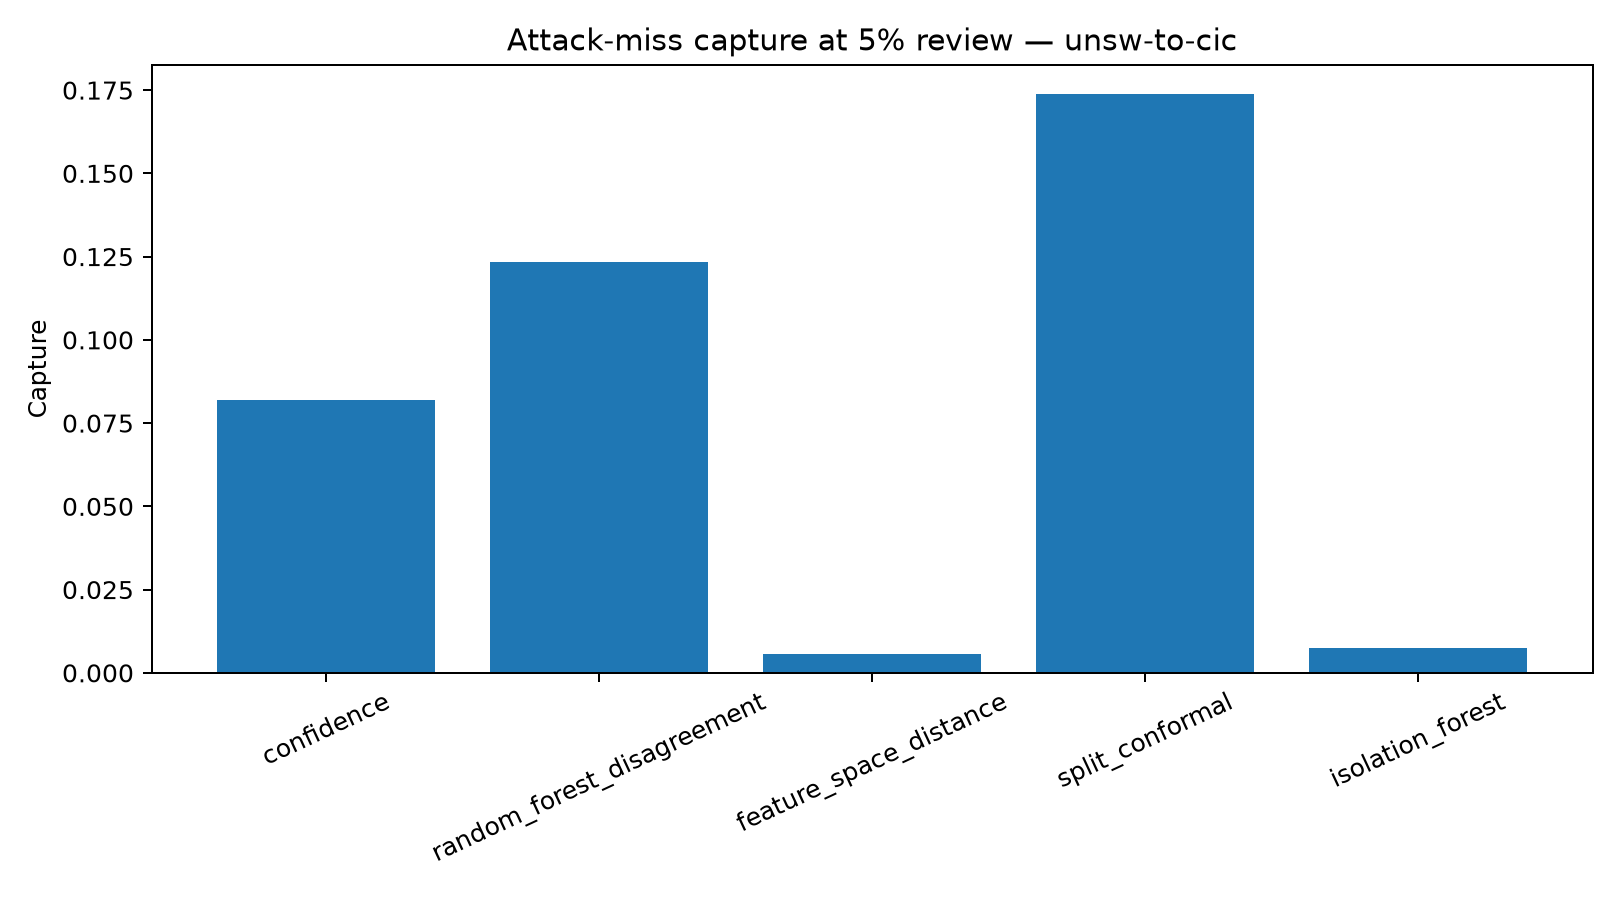 Attack-miss capture at 5% review — unsw-to-cic
Capture
0.175
0.150
0.125
0.100
0.075
0.050
0.025
0.000
confidence
random_forest_disagreement
feature_space_distance
split_conformal
isolation_forest